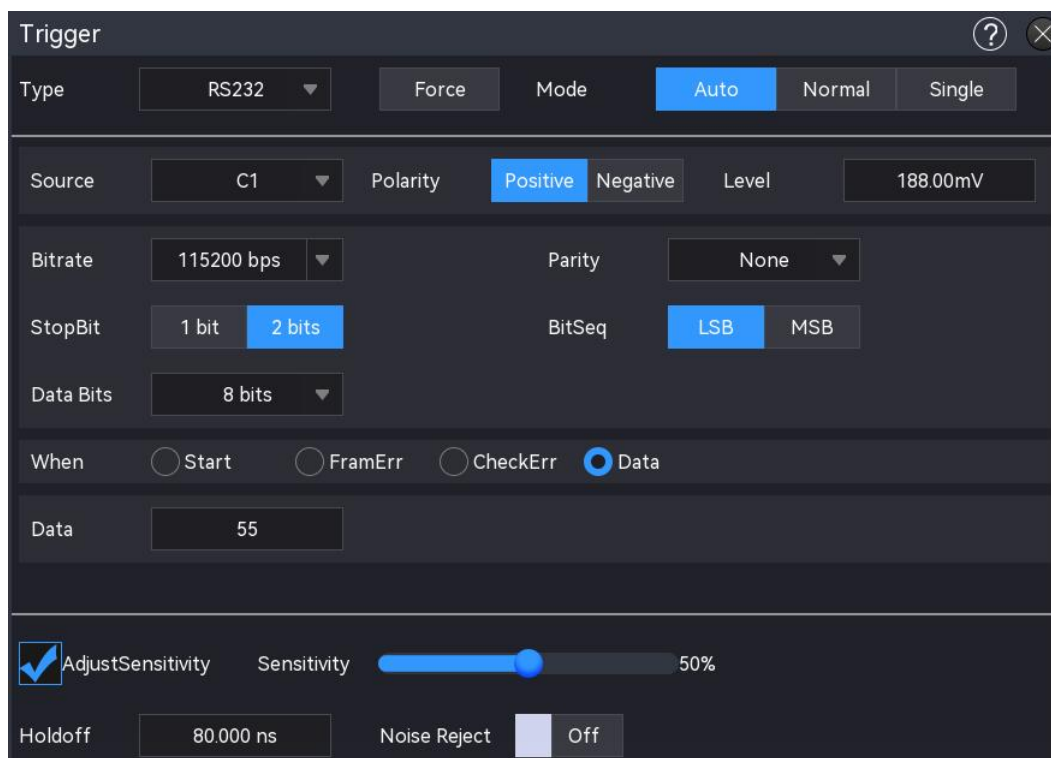 Trigger ?
Type RS232 Force Mode Auto Normal Single
Source C1 Polarity Positive Negative Level 188.00mV
Bitrate 115200 bps Parity None
StopBit 1 bit 2 bits BitSeq LSB MSB
Data Bits 8 bits
When Start FramErr CheckErr Data
Data 55
AdjustSensitivity Sensitivity 50%
Holdoff 80.000 ns Noise Reject Off